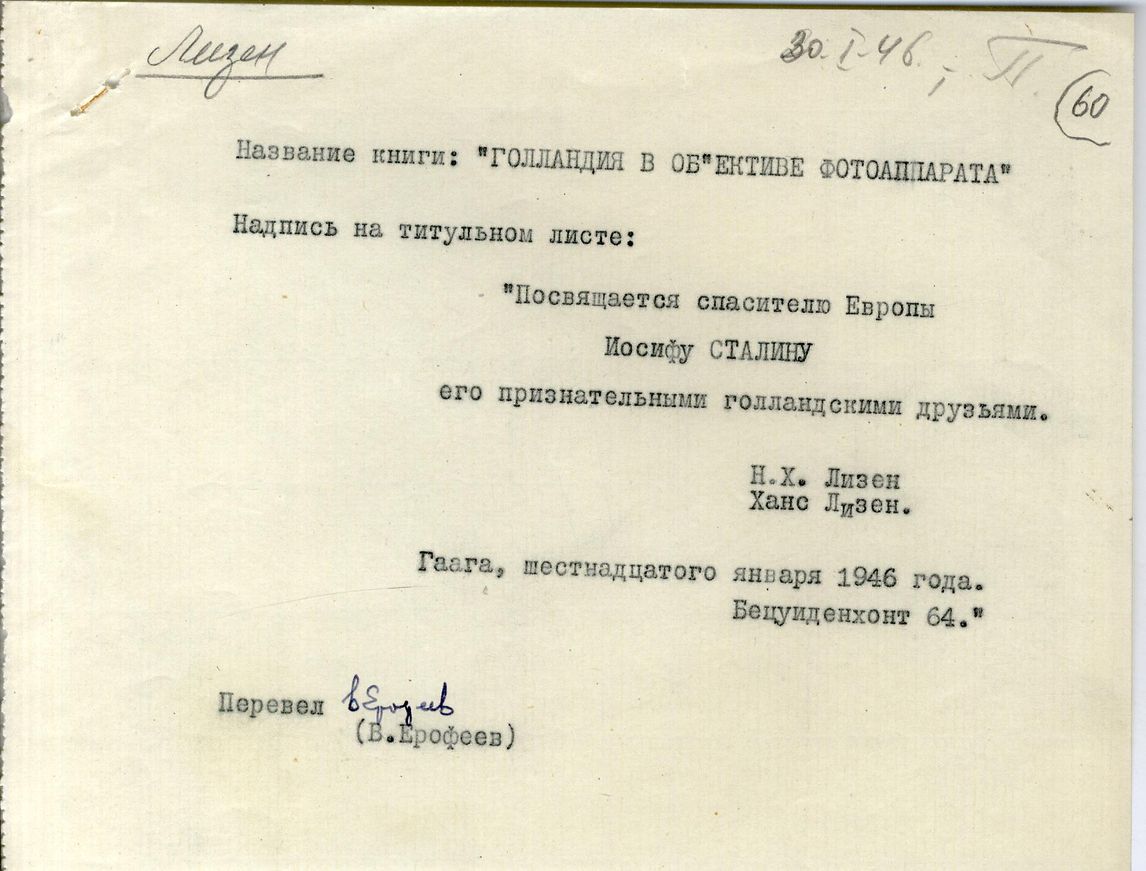 Лизен
30.I-46. П.
60
Название книги: "ГОЛЛАНДИЯ В ОБ"ЕКТИВЕ ФОТОАППАРАТА"
Надпись на титульном листе:
"Посвящается спасителю Европы
Иосифу СТАЛИНУ
его признательными голландскими друзьями.
Н.Х. Лизен
Ханс Лизен.
Гаага, шестнадцатого января 1946 года.
Бецуиденхонт 64."
Перевел вЕрофеев
(В.Ерофеев)